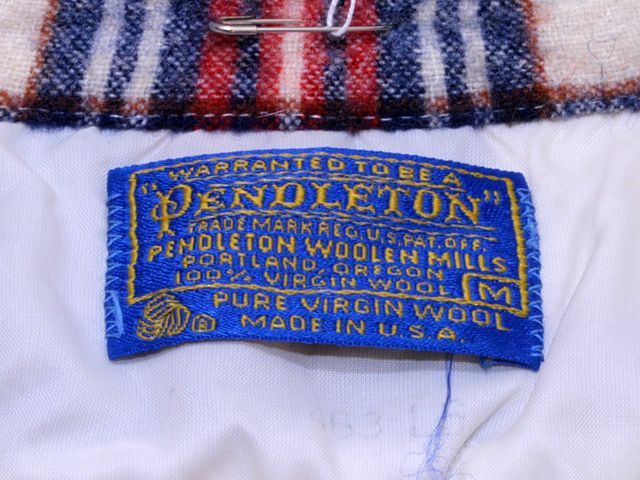 WARRANTED TO BE A
"PENDLETON"
TRADE MARK REG. U.S. PAT. OFF.
PENDLETON WOOLEN MILLS
PORTLAND, OREGON
100% VIRGIN WOOL M
PURE VIRGIN WOOL
® MADE IN U.S.A.